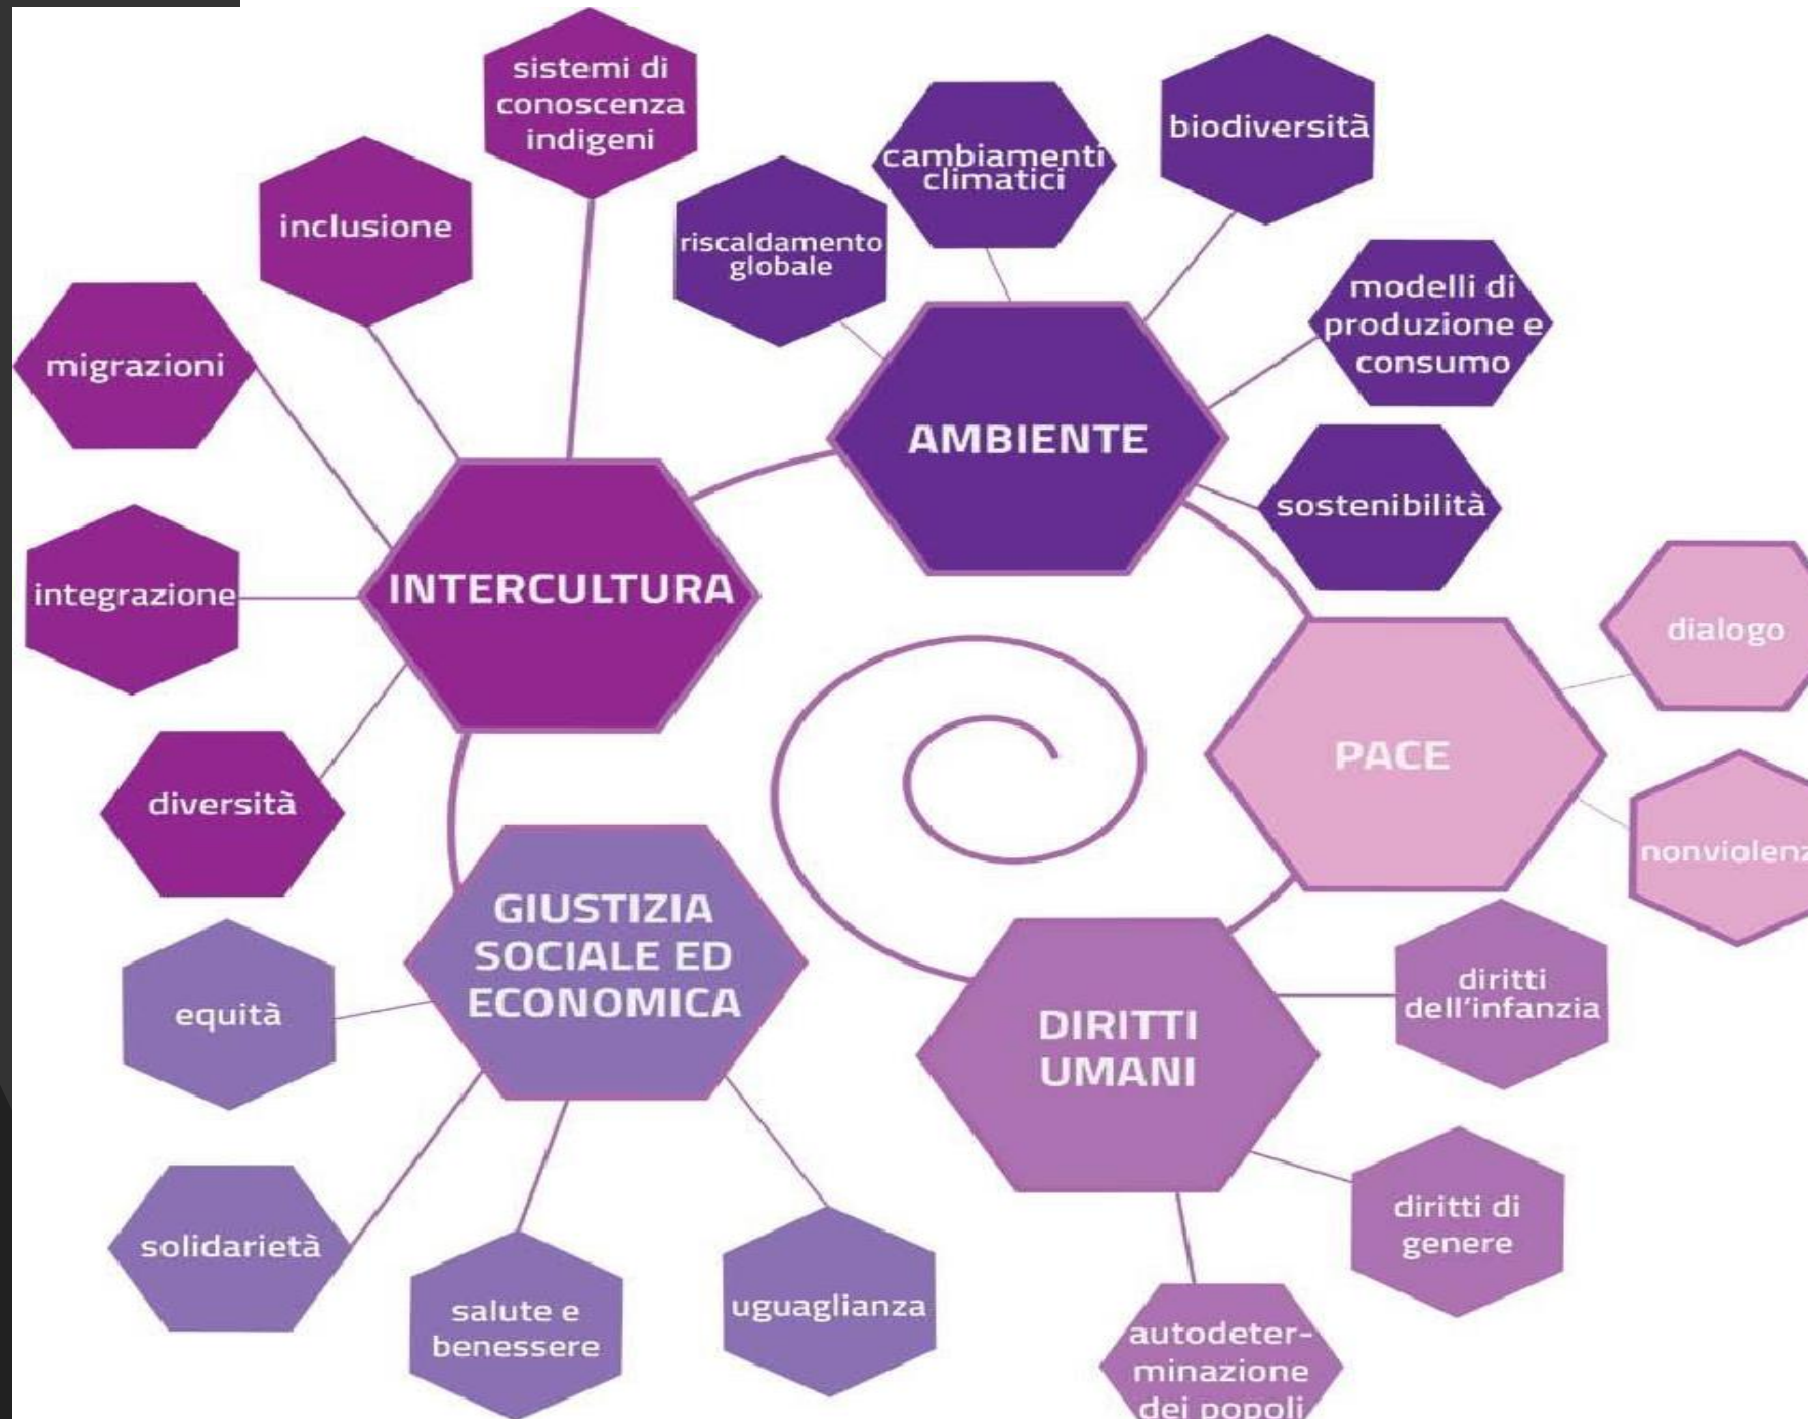 sistemi di
conoscenza
indigeni
inclusione
migrazioni
integrazione
diversità
INTERCULTURA
riscaldamento
globale
cambiamenti
climatici
biodiversità
modelli di
produzione e
consumo
sostenibilità
AMBIENTE
dialogo
PACE
nonviolenz
GIUSTIZIA
SOCIALE ED
ECONOMICA
equità
solidarietà
salute e
benessere
uguaglianza
DIRITTI
UMANI
diritti
dell'infanzia
diritti di
genere
autodeter-
minazione
dei popoli